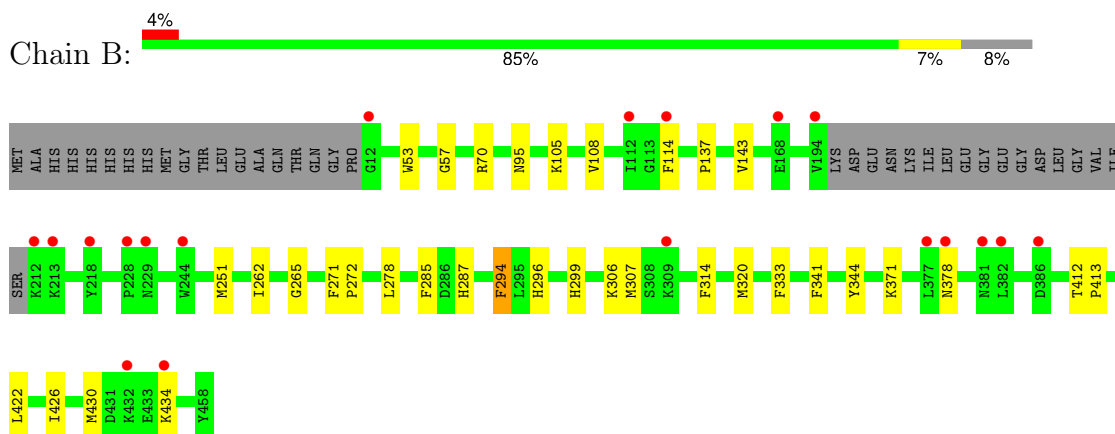 4%
Chain B:
85% 7% 8%
MET ALA HIS HIS HIS HIS HIS HIS MET GLY THR LEU GLU ALA GLN THR GLN GLY PRO G12 W53 G57 R70 N95 K105 V108 I112 G113 F114 P137 V143 E168 V194 LYS ASP GLU ASN LYS ILE LEU GLU GLY GLU GLY ASP LEU GLY VAL ILE
SER K212 K213 Y218 P228 N229 W244 M251 I262 G265 F271 P272 L278 F285 D286 H287 F294 L295 H296 H299 K306 M307 S308 K309 F314 M320 F333 F341 Y344 K371 L377 N378 N381 L382 D386 T412 P413
L422 I426 M430 D431 K432 E433 K434 Y458